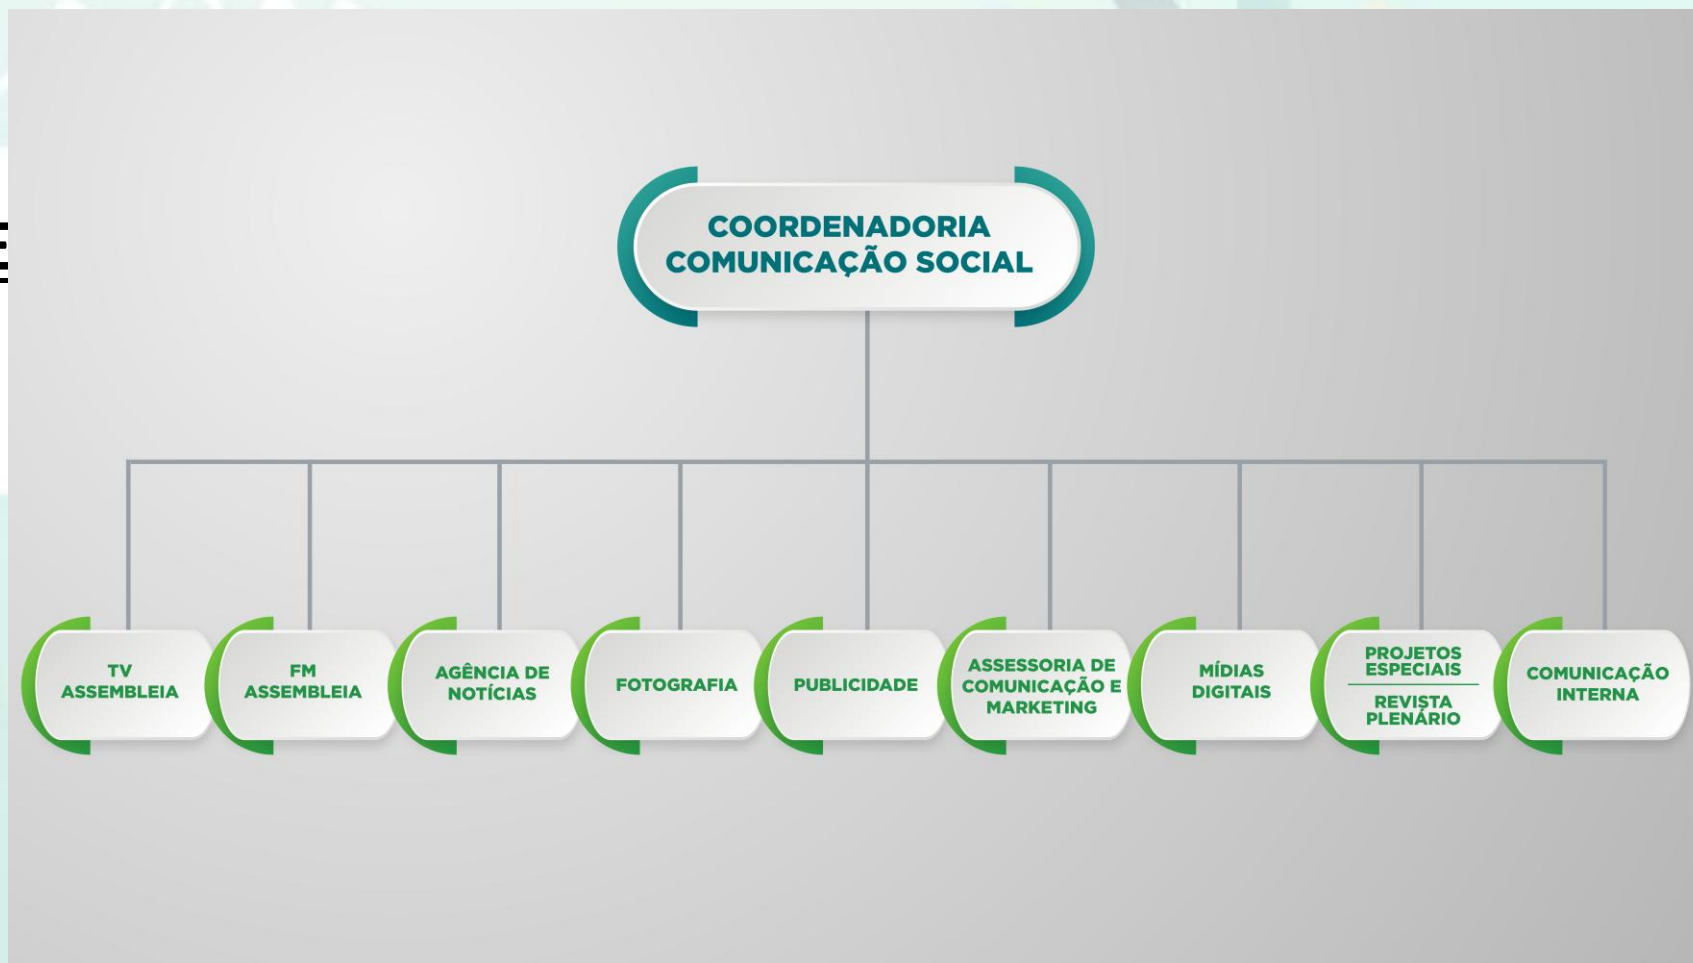 COORDENADORIA
COMUNICAÇÃO SOCIAL
TV
ASSEMBLEIA
FM
ASSEMBLEIA
AGÊNCIA DE
NOTÍCIAS
FOTOGRAFIA
PUBLICIDADE
ASSESSORIA DE
COMUNICAÇÃO E
MARKETING
MÍDIAS
DIGITAIS
PROJETOS
ESPECIAIS
REVISTA
PLENÁRIO
COMUNICAÇÃO
INTERNA